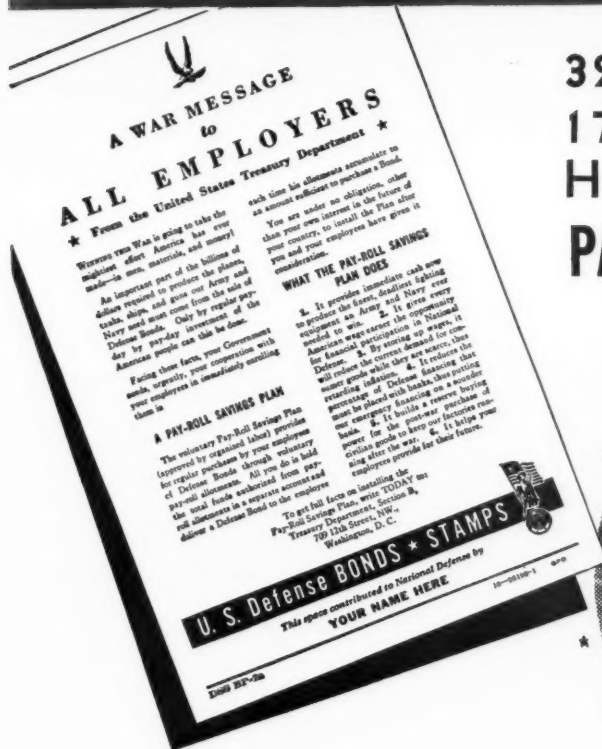 A WAR MESSAGE
to
ALL EMPLOYERS
★ From the United States Treasury Department ★
WINNING THIS WAR is going to take the
mightiest effort America has ever
made—in men, materials, and money!
An important part of the billions of
dollars required to produce the planes,
tanks, ships, and guns our Army and
Navy need must come from the sale of
Defense Bonds. Only by regular pay-
day by pay-day investment of the
American people can this be done.
Facing these facts, your Government
needs, urgently, your cooperation with
your employees in immediately enrolling
them in
A PAY-ROLL SAVINGS PLAN
The voluntary Pay-Roll Savings Plan
(approved by organized labor) provides
for regular purchases by your employees
of Defense Bonds through voluntary
pay-roll allotments. All you do is hold
the total funds authorized from pay-
roll allotments in a separate account and
deliver a Defense Bond to the employee
each time his allotments accumulate to
an amount sufficient to purchase a Bond.
You are under no obligation, other
than your own interest in the future of
your country, to install the Plan after
you and your employees have given it
consideration.
WHAT THE PAY-ROLL SAVINGS
PLAN DOES
1. It provides immediate cash now
to produce the finest, deadliest fighting
equipment an Army and Navy ever
needed to win. 2. It gives every
American wage earner the opportunity
for financial participation in National
Defense. 3. By storing up wages, it
will reduce the current demand for con-
sumer goods while they are scarce, thus
retarding inflation. 4. It reduces the
percentage of Defense financing that
must be placed with banks, thus putting
our emergency financing on a sounder
basis. 5. It builds a reserve buying
power for the post-war purchase of
civilian goods to keep our factories run-
ning after the war. 6. It helps your
employees provide for their future.
To get full facts on installing the
Pay-Roll Savings Plan, write TODAY to:
Treasury Department, Section B,
709 12th Street, NW.,
Washington, D. C.
U. S. Defense BONDS ★ STAMPS
This space contributed to National Defense by
YOUR NAME HERE
GPO
DSS BP-2a
39
17
H
PA
★